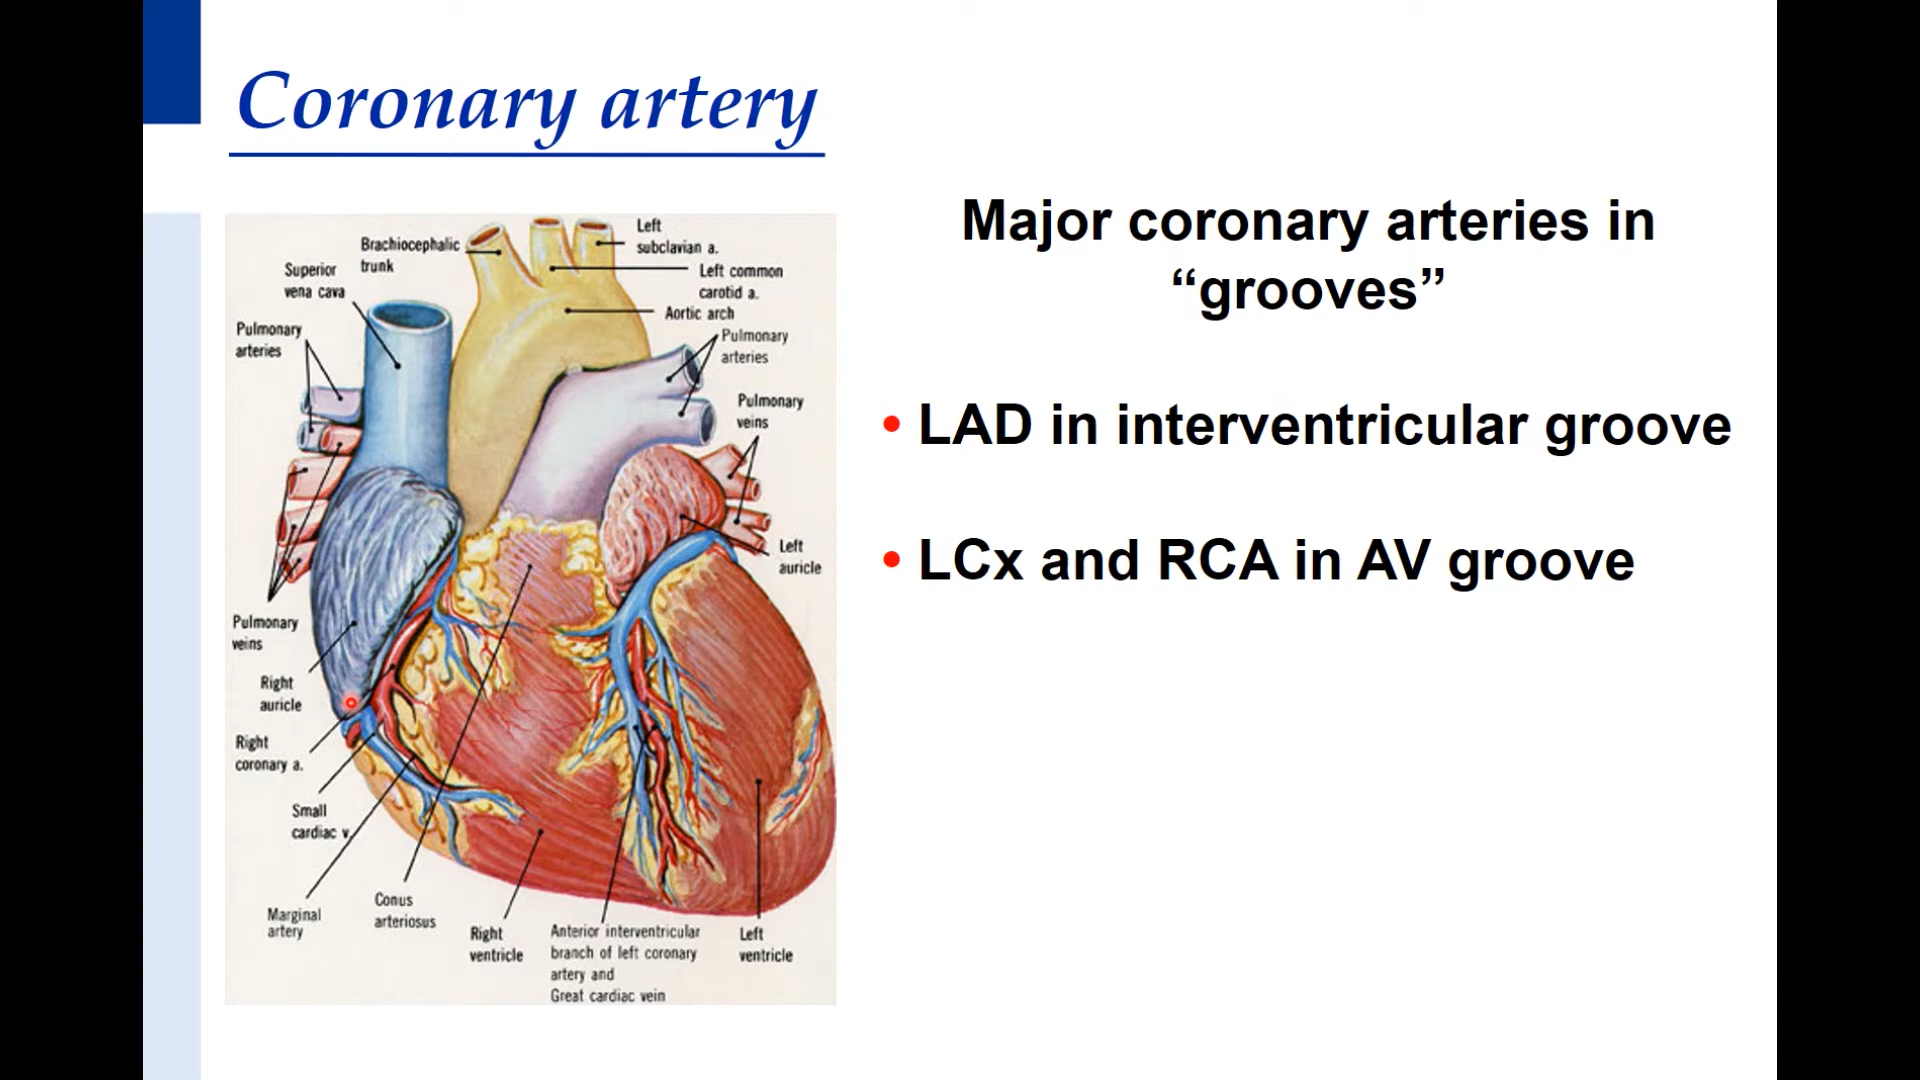 Coronary artery
Major coronary arteries in
“grooves”
• LAD in interventricular groove
• LCx and RCA in AV groove
Brachiocephalic
trunk
Left
subclavian a.
Superior
vena cava
Left common
carotid a.
Aortic arch
Pulmonary
arteries
Pulmonary
arteries
Pulmonary
veins
Left
auricle
Pulmonary
veins
Right
auricle
Right
coronary a.
Small
cardiac v.
Marginal
artery
Conus
arteriosus
Right
ventricle
Anterior interventricular
branch of left coronary
artery and
Great cardiac vein
Left
ventricle